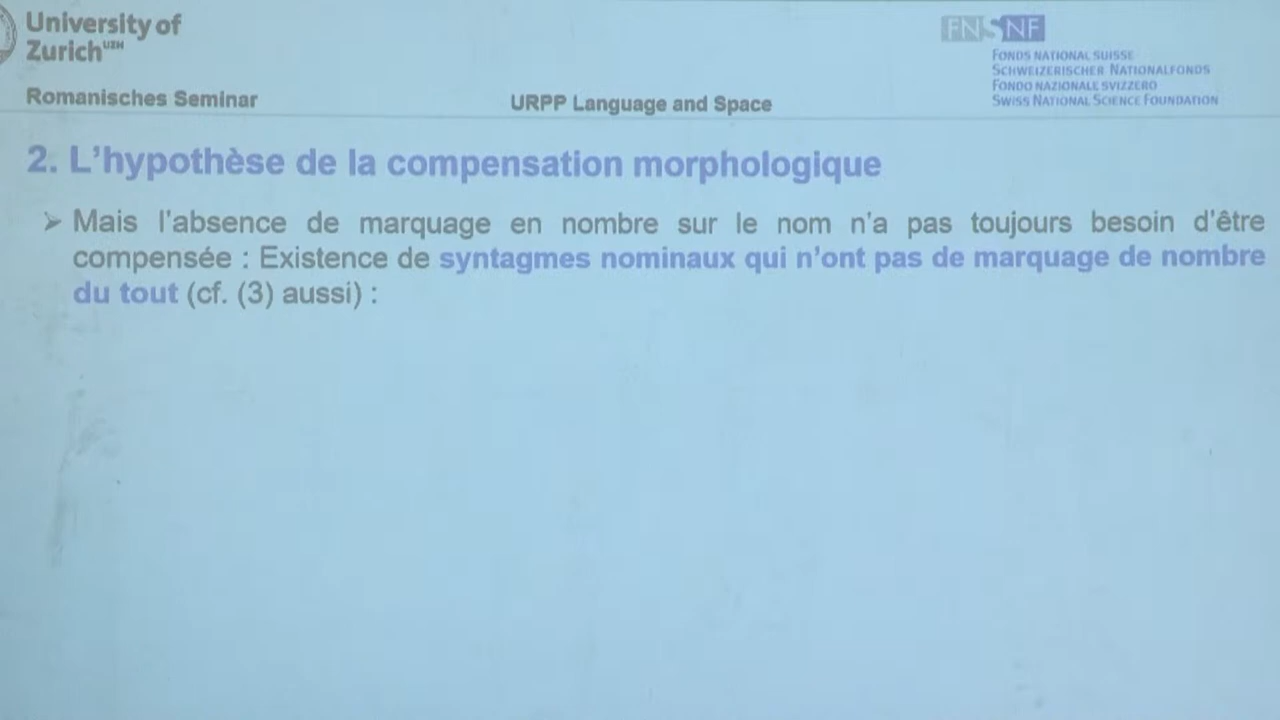 University of
Zurich UZH
FNSNF
FONDS NATIONAL SUISSE
SCHWEIZERISCHER NATIONALFONDS
FONDO NAZIONALE SVIZZERO
SWISS NATIONAL SCIENCE FOUNDATION
Romanisches Seminar
URPP Language and Space
2. L'hypothèse de la compensation morphologique
➢ Mais l'absence de marquage en nombre sur le nom n'a pas toujours besoin d'être
compensée : Existence de syntagmes nominaux qui n'ont pas de marquage de nombre
du tout (cf. (3) aussi) :